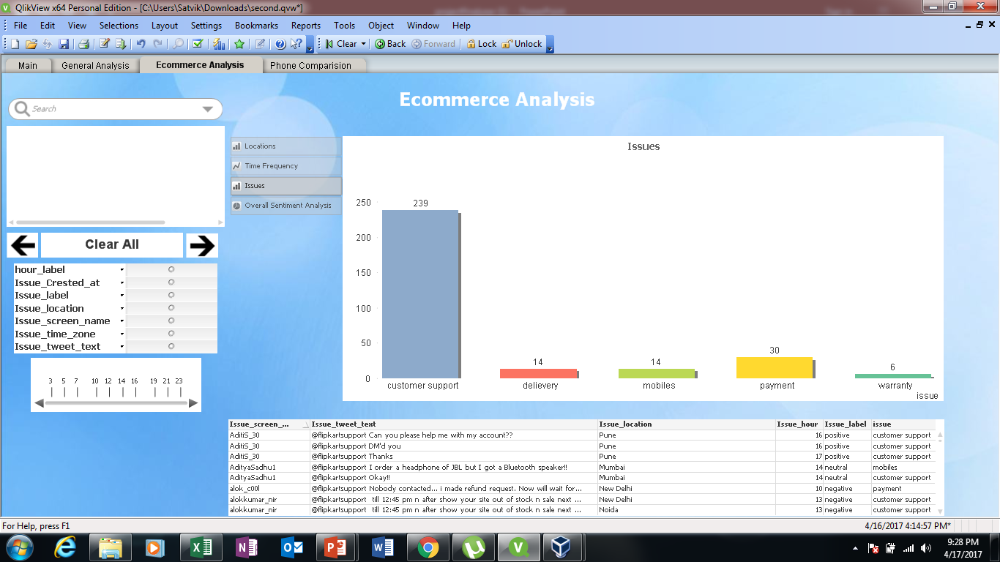 QlikView x64 Personal Edition - [C:\Users\Satvik\Downloads\second.qvw*]
File Edit View Selections Layout Settings Bookmarks Reports Tools Object Window Help
Clear Back Forward Lock Unlock
Main General Analysis Ecommerce Analysis Phone Comparision
Ecommerce Analysis
Search
Locations
Time Frequency
Issues
Overall Sentiment Analysis
Clear All
hour_label
Issue_Crested_at
Issue_label
Issue_location
Issue_screen_name
Issue_time_zone
Issue_tweet_text
3 5 7 10 12 14 16 19 21 23
Issues
250
200
150
100
50
0
239 14 14 30 6
customer support delievery mobiles payment warranty
issue
Issue_screen_... Issue_tweet_text Issue_location Issue_hour Issue_label issue
AditiS_30 @flipkartsupport Can you please help me with my account?? Pune 16 positive customer support
AditiS_30 @flipkartsupport DM'd you Pune 16 positive customer support
AditiS_30 @flipkartsupport Thanks Pune 17 positive customer support
AdityaSadhu1 @flipkartsupport I order a headphone of JBL but I got a Bluetooth speaker!! Mumbai 14 neutral mobiles
AdityaSadhu1 @flipkartsupport Okay!! Mumbai 14 neutral customer support
alok_c00l @flipkartsupport Nobody contacted... i made refund request. Now will wait for... New Delhi 10 negative payment
alokkumar_nir @flipkartsupport till 12:45 pm n after show your site out of stock n sale next ... New Delhi 13 negative customer support
alokkumar_nir @flipkartsupport till 12:45 pm n after show your site out of stock n sale next ... Noida 13 negative customer support
For Help, press F1 4/16/2017 4:14:57 PM*
9:28 PM
4/17/2017